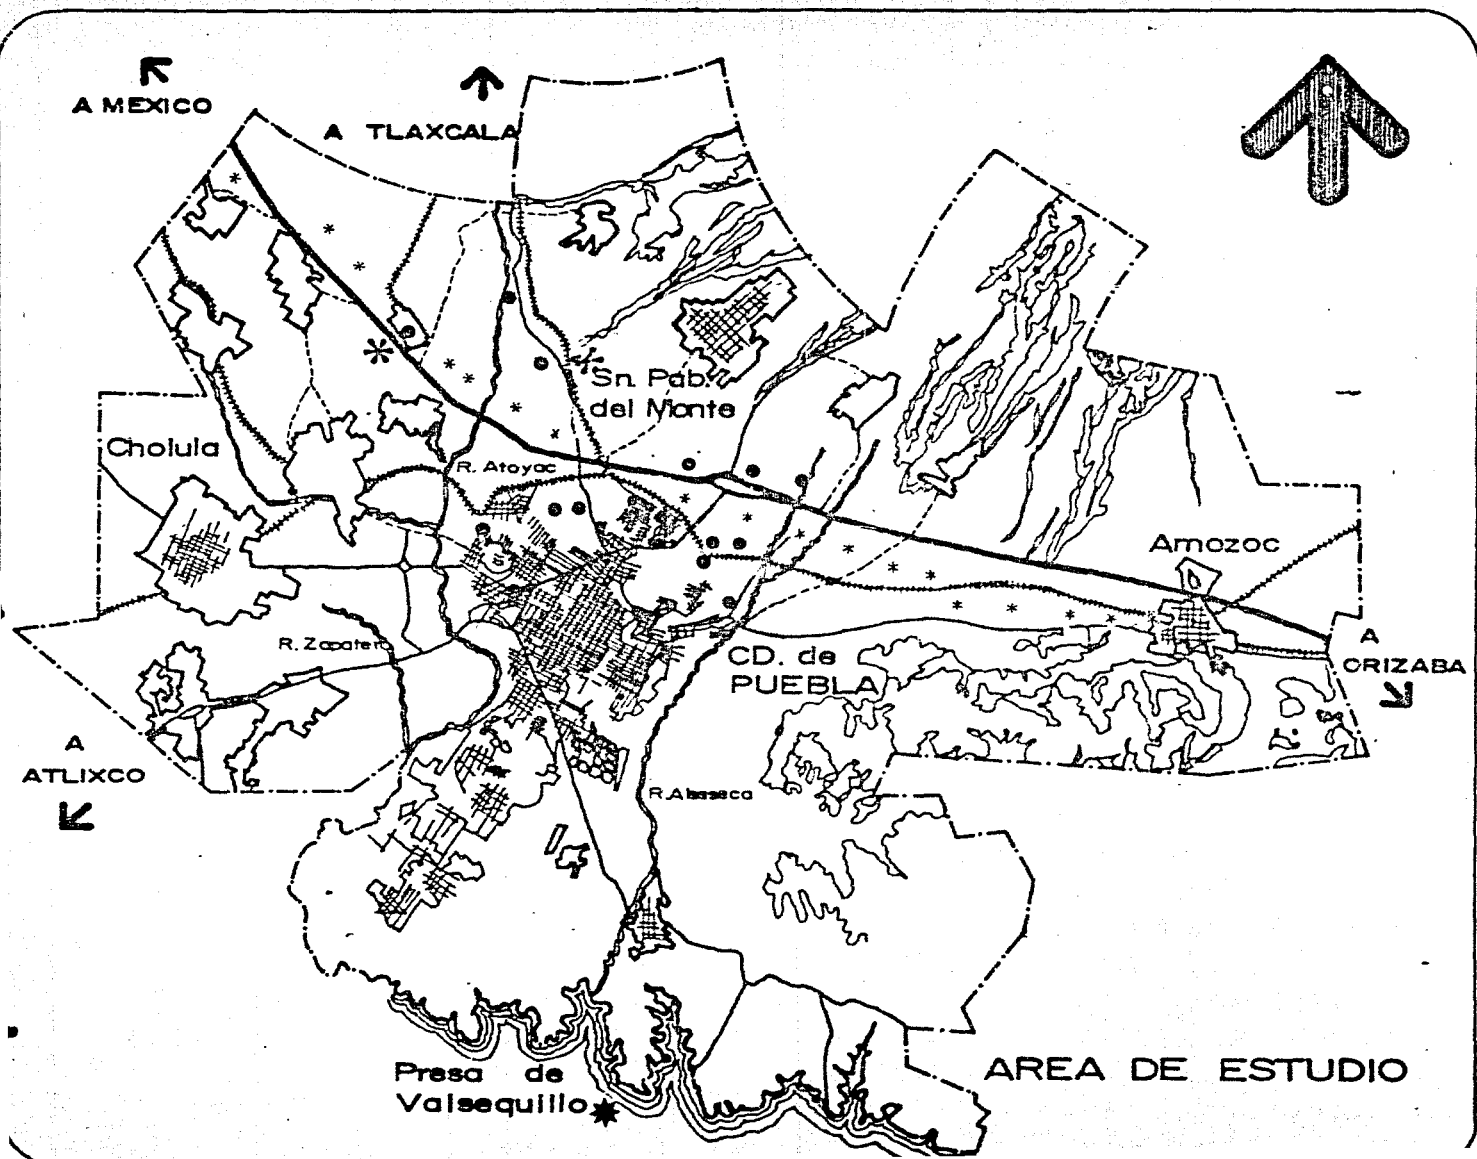 A MEXICO
A TLAXCALA
Sn. Pab.
del Monte
Cholula
R. Atoyac
Amozoc
R. Zapatero
CD. de
PUEBLA
A
ORIZABA
A
ATLIXCO
R. Alseseca
Presa de
Valsequillo
AREA DE ESTUDIO